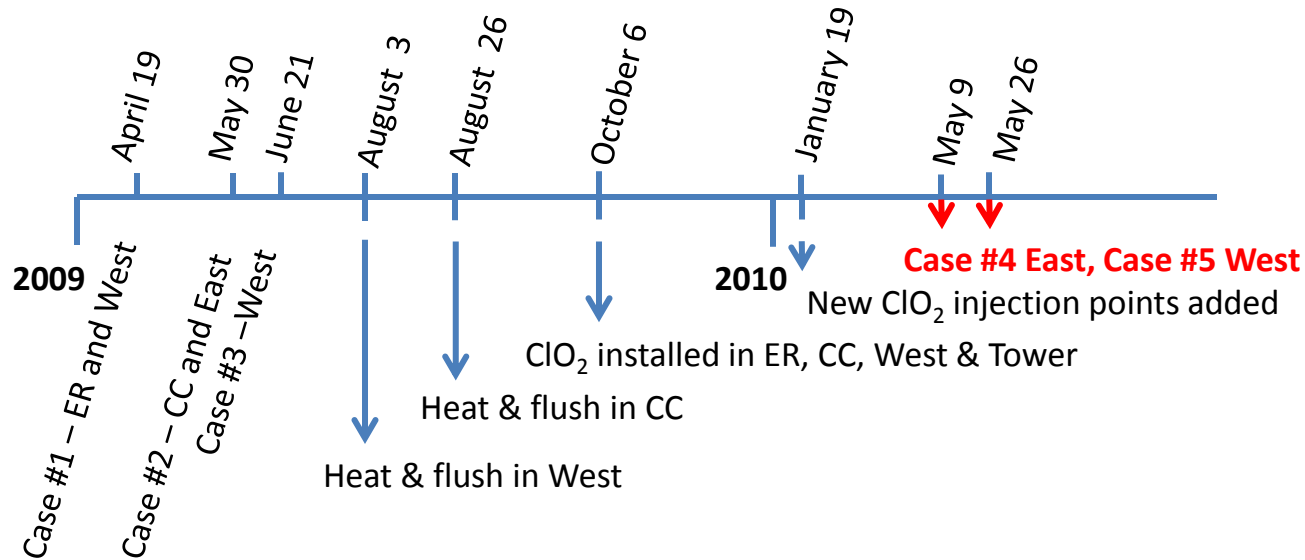 April 19
May 30
June 21
August 3
August 26
October 6
January 19
May 9
May 26
2009
2010
Case #1 – ER and West
Case #2 – CC and East
Case #3 –West
Case #4 East, Case #5 West
New ClO₂ injection points added
ClO₂ installed in ER, CC, West & Tower
Heat & flush in CC
Heat & flush in West